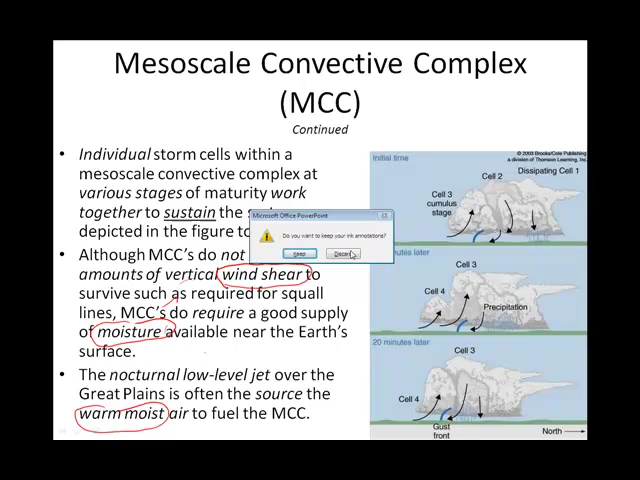 Mesoscale Convective Complex
(MCC)
Continued
• Individual storm cells within a
mesoscale convective complex at
various stages of maturity work
together to sustain the
depicted in the figure to
• Although MCC's do not
amounts of vertical wind shear to
survive such as required for squall
lines, MCC's do require a good supply
of moisture available near the Earth's
surface.
• The nocturnal low-level jet over the
Great Plains is often the source the
warm moist air to fuel the MCC.
Microsoft Office PowerPoint
Do you want to keep your ink annotations?
Keep
Discard
© 2003 Brooks/Cole Publishing
a division of Thomson Learning, Inc.
Initial time
Dissipating Cell 1
Cell 2
Cell 3
cumulus
stage
minutes later
Cell 3
Cell 4
Precipitation
20 minutes later
Cell 3
Cell 4
Gust
front
North